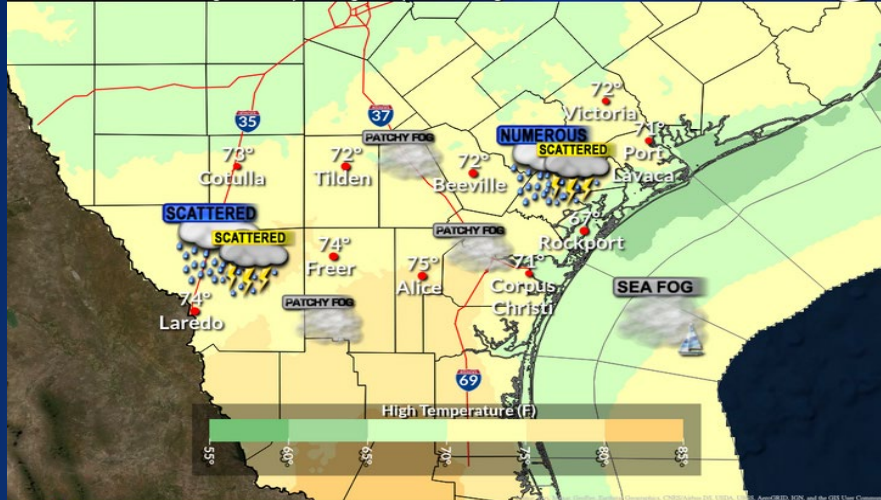 72°
Victoria
37
35
PATCHY FOG
NUMEROUS
SCATTERED
71°
Port
Lavaca
73°
Cotulla
72°
Tilden
72°
Beeville
SCATTERED
SCATTERED
PATCHY FOG
67°
Rockport
74°
Freer
75°
Alice
71°
Corpus
Christi
SEA FOG
PATCHY FOG
74°
Laredo
69
High Temperature (F)
55° 60° 65° 70° 75° 80° 85°